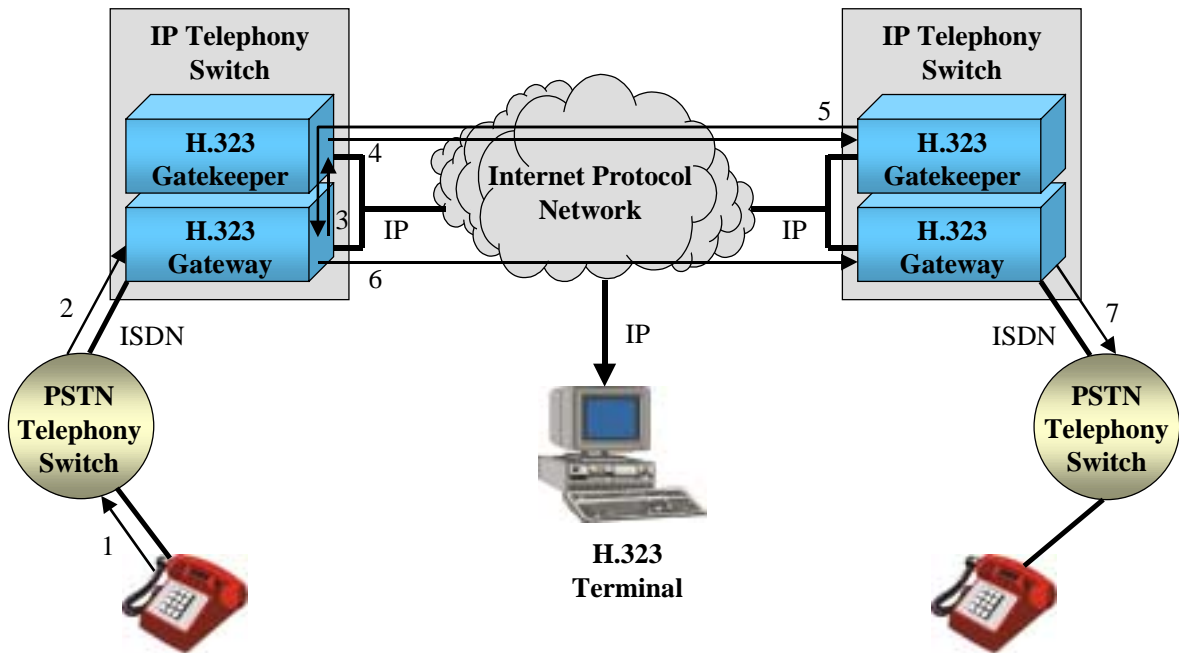 IP Telephony
Switch
IP Telephony
Switch
H.323
Gatekeeper
H.323
Gateway
H.323
Gatekeeper
H.323
Gateway
Internet Protocol
Network
5
4
3
6
IP
IP
2
ISDN
IP
ISDN
7
PSTN
Telephony
Switch
PSTN
Telephony
Switch
1
H.323
Terminal